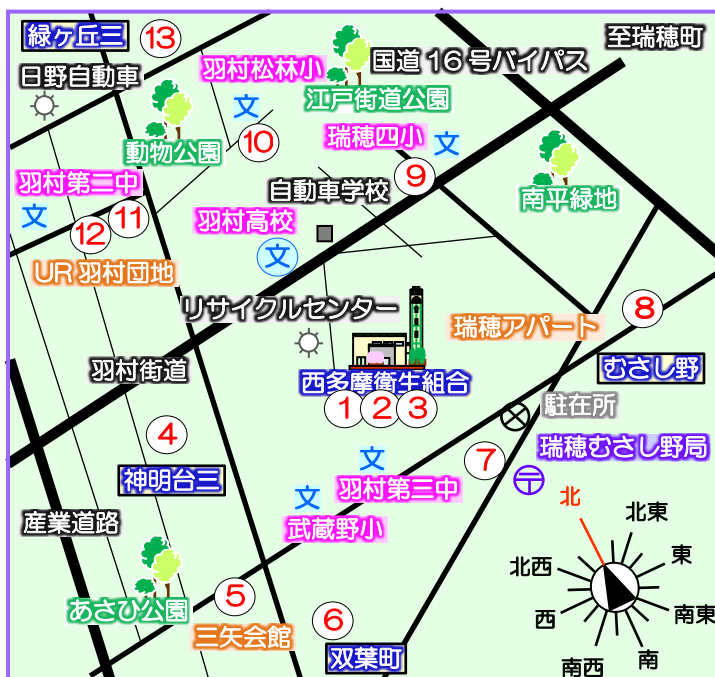 緑ヶ丘三
⑬
日野自動車
羽村松林小
文
国道16号バイパス
至瑞穂町
江戸街道公園
動物公園
⑩
瑞穂四小
文
羽村第二中
文
⑨
自動車学校
南平緑地
⑪
⑫
羽村高校
文
UR羽村団地
リサイクルセンター
瑞穂アパート
⑧
羽村街道
西多摩衛生組合
むさし野
①
②
③
駐在所
④
文
羽村第三中
⑦
瑞穂むさし野局
〒
神明台三
文
武蔵野小
産業道路
あさひ公園
⑤
三矢会館
⑥
双葉町
北
北東
東
南東
南
南西
西
北西